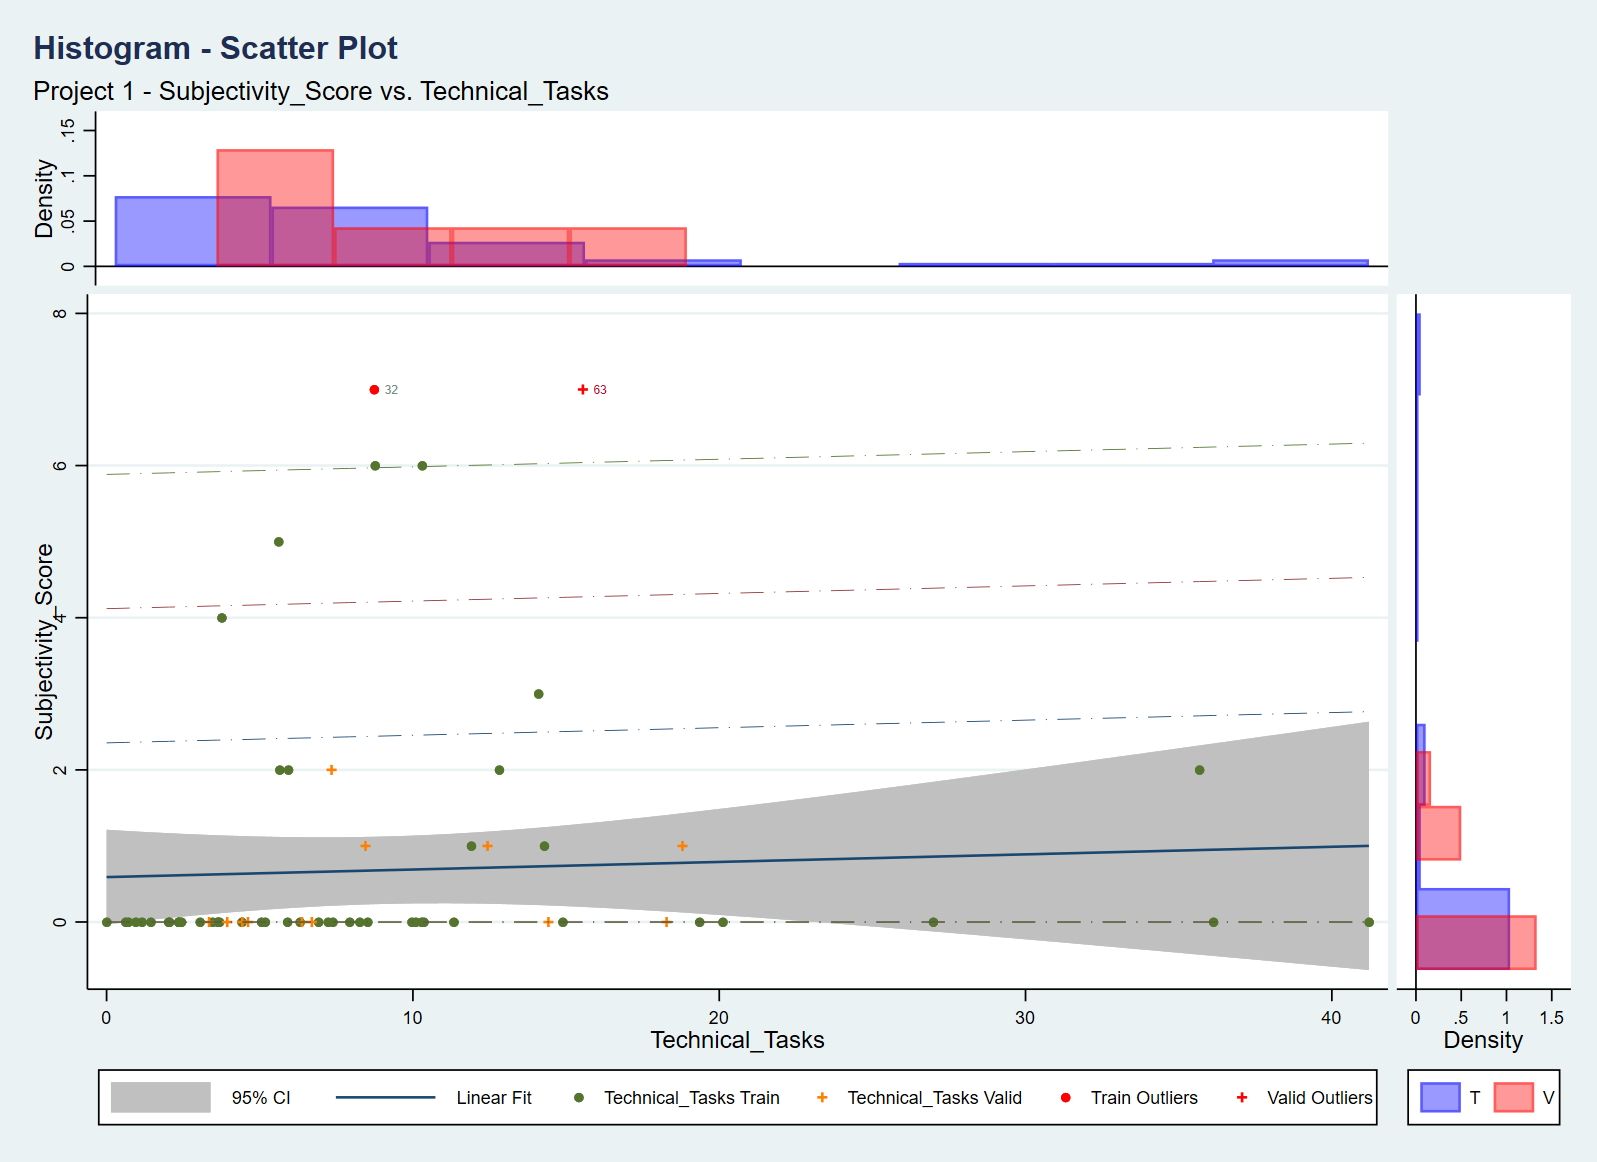 Histogram - Scatter Plot
Project 1 - Subjectivity_Score vs. Technical_Tasks
Density
.15
.1
.05
0
Subjectivity_Score
8
6
4
2
0
32
63
0 10 20 30 40
Technical_Tasks
0 .5 1 1.5
Density
95% CI Linear Fit Technical_Tasks Train Technical_Tasks Valid Train Outliers Valid Outliers
T V